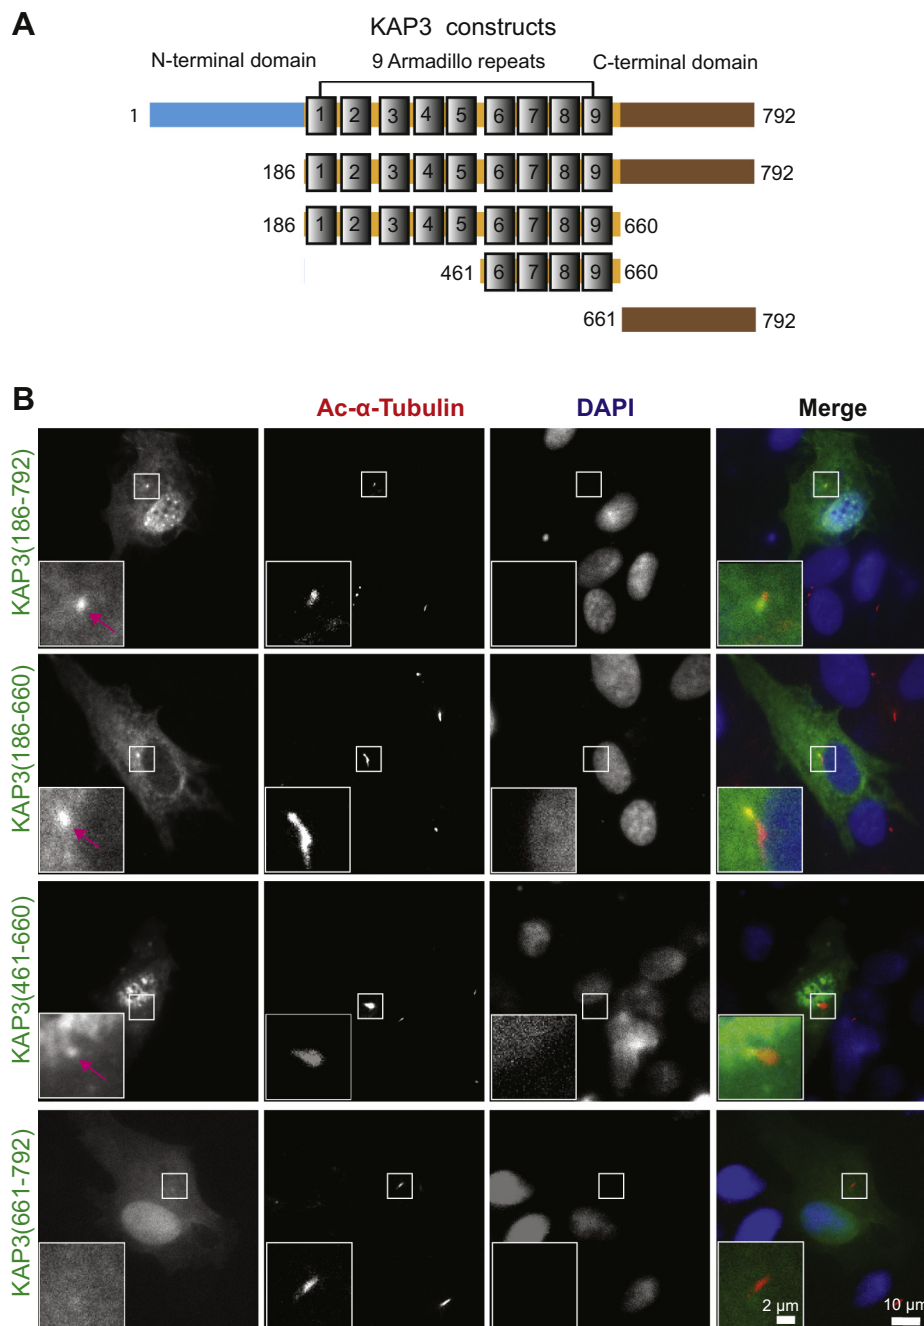 A
KAP3 constructs
N-terminal domain 9 Armadillo repeats C-terminal domain
1 1 2 3 4 5 6 7 8 9 792
186 1 2 3 4 5 6 7 8 9 792
186 1 2 3 4 5 6 7 8 9 660
461 6 7 8 9 660
661 792
B
Ac-α-Tubulin DAPI Merge
KAP3(186-792)
KAP3(186-660)
KAP3(461-660)
KAP3(661-792)
2 µm 10 µm